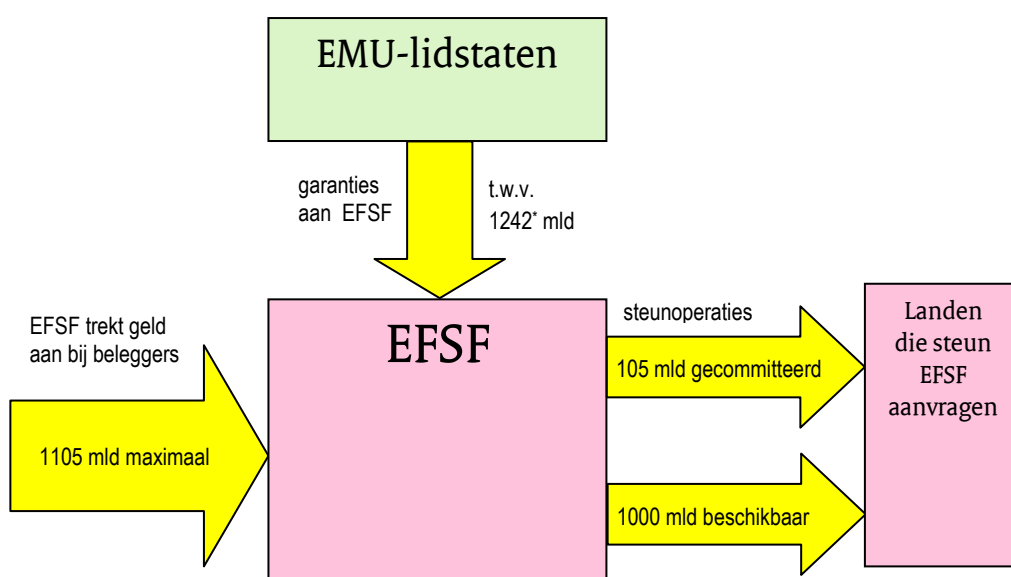 EMU-lidstaten
garanties
aan EFSF
t.w.v.
1242* mld
EFSF trekt geld
aan bij beleggers
1105 mld maximaal
EFSF
steunoperaties
105 mld gecommitteerd
1000 mld beschikbaar
Landen
die steun
EFSF
aanvragen